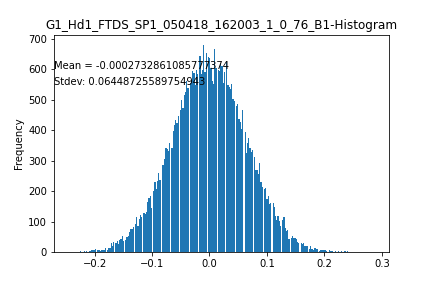 G1_Hd1_FTDS_SP1_050418_162003_1_0_76_B1-Histogram
700
Mean = -0.0002732861085777374
600
Stdev: 0.06448725589754943
500
Frequency
400
300
200
100
0
−0.2 −0.1 0.0 0.1 0.2 0.3